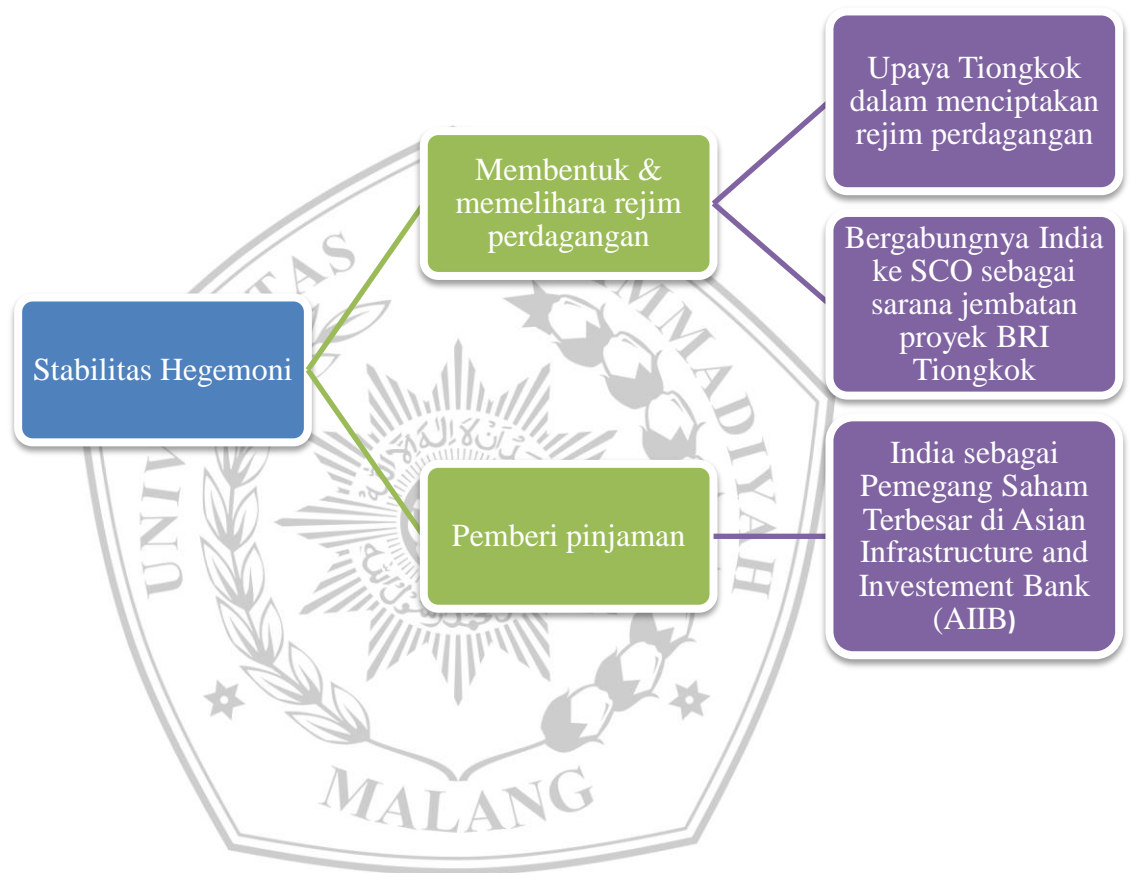 Stabilitas Hegemoni
Membentuk &
memelihara rejim
perdagangan
Pemberi pinjaman
Upaya Tiongkok
dalam menciptakan
rejim perdagangan
Bergabungnya India
ke SCO sebagai
sarana jembatan
proyek BRI
Tiongkok
India sebagai
Pemegang Saham
Terbesar di Asian
Infrastructure and
Investement Bank
(AIIB)
MALANG